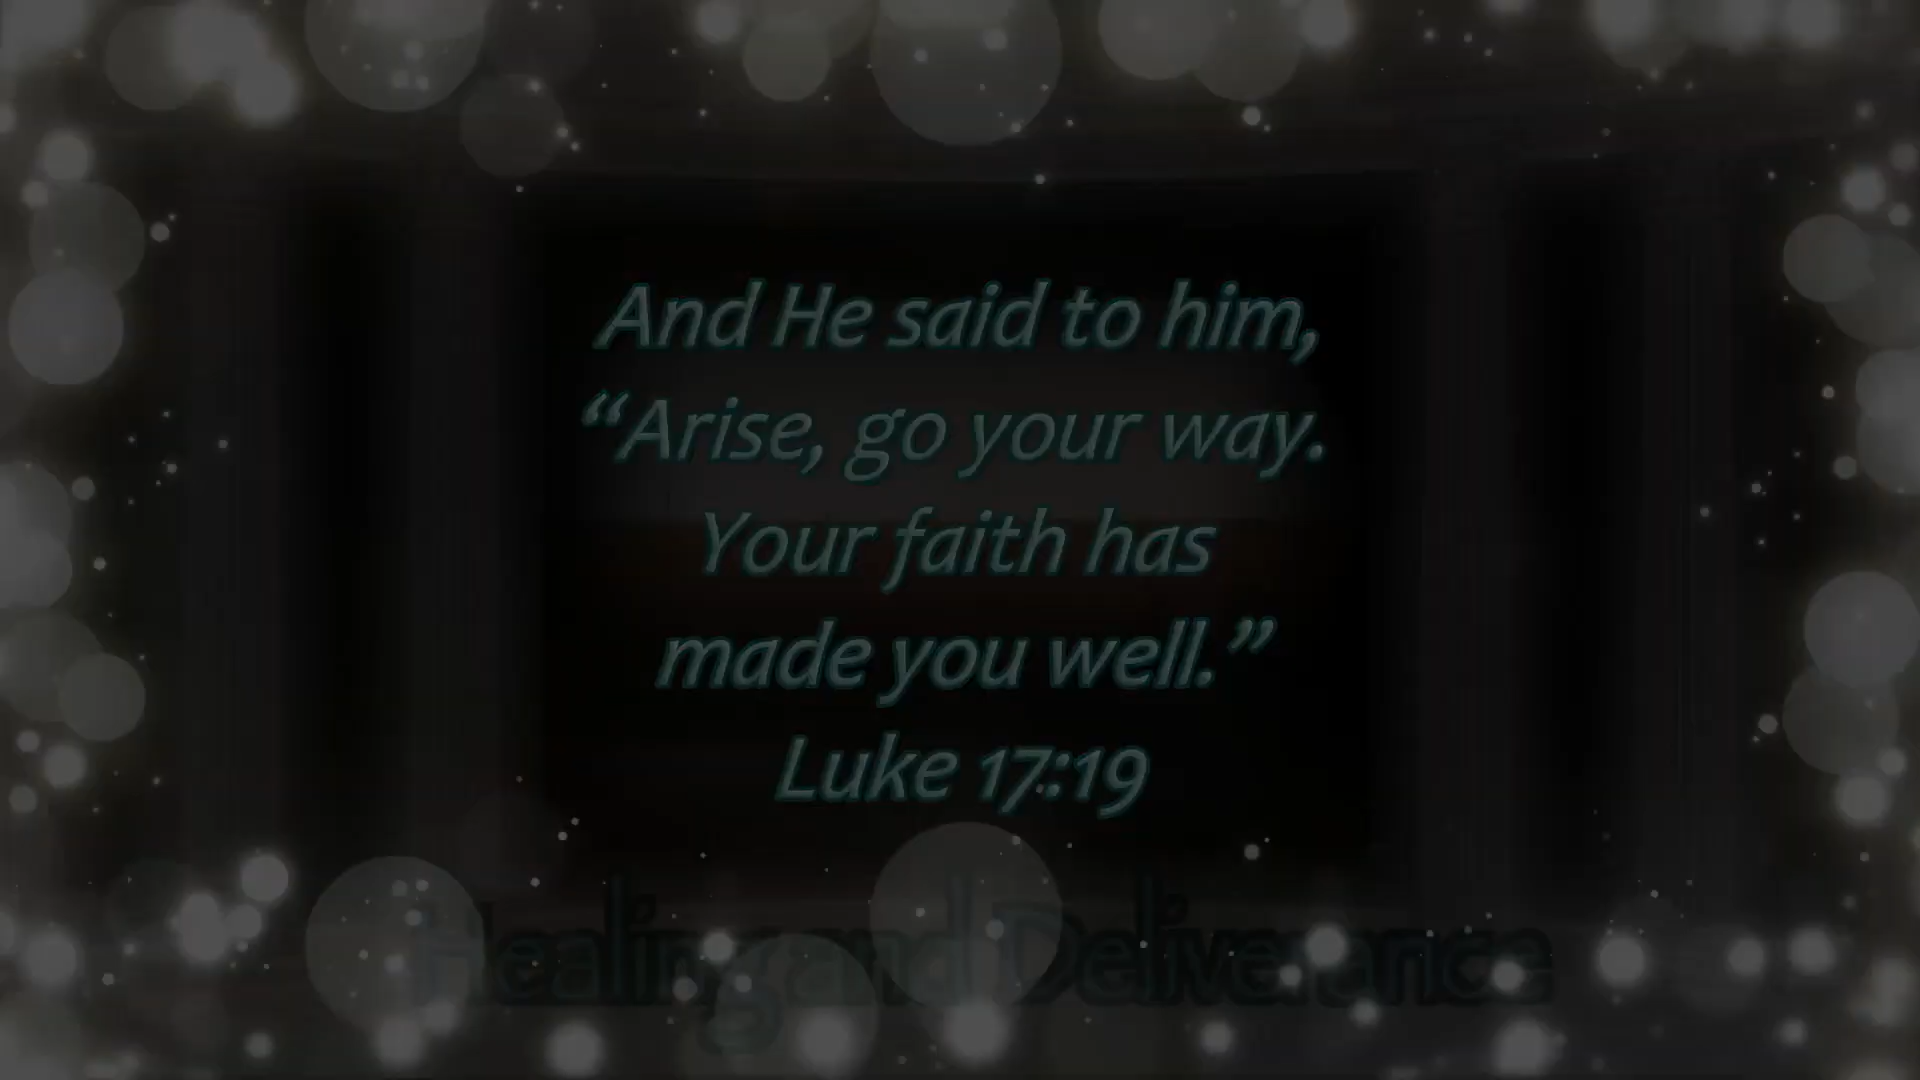 And He said to him,
“Arise, go your way.
Your faith has
made you well.”
Luke 17:19
Healing and Deliverance